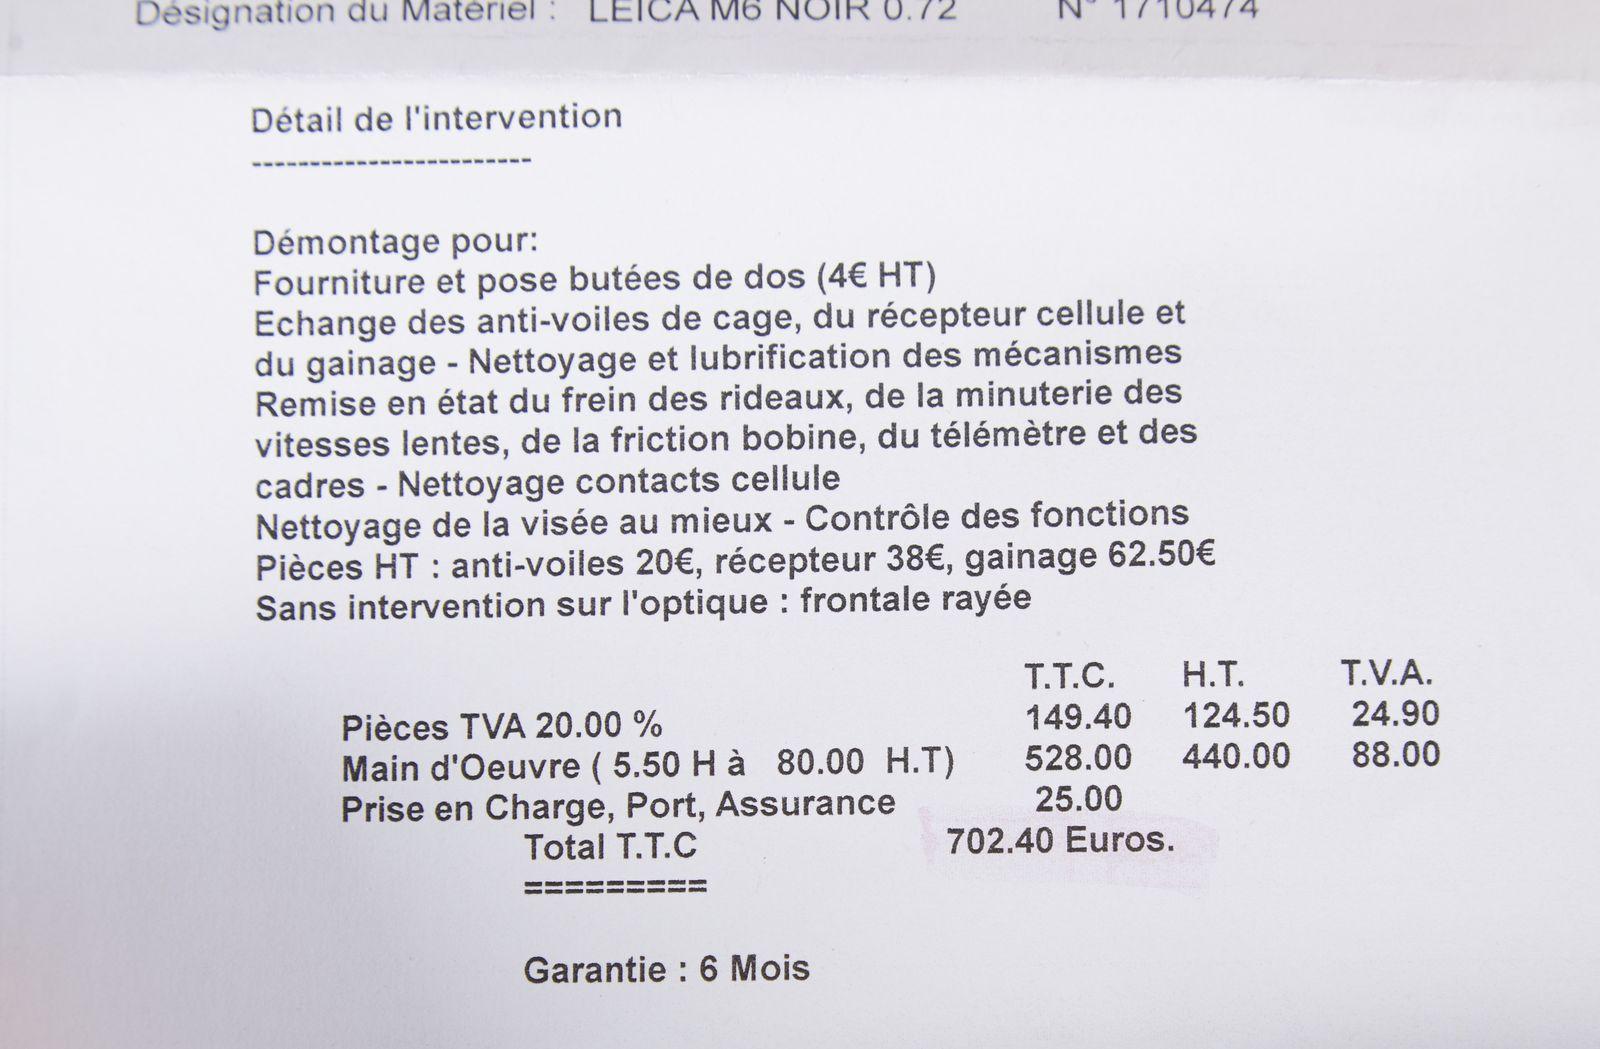 Désignation du Matériel : LEICA M6 NOIR 0.72 N° 1710474
Détail de l'intervention
------------------------
Démontage pour:
Fourniture et pose butées de dos (4€ HT)
Echange des anti-voiles de cage, du récepteur cellule et
du gainage - Nettoyage et lubrification des mécanismes
Remise en état du frein des rideaux, de la minuterie des
vitesses lentes, de la friction bobine, du télémètre et des
cadres - Nettoyage contacts cellule
Nettoyage de la visée au mieux - Contrôle des fonctions
Pièces HT : anti-voiles 20€, récepteur 38€, gainage 62.50€
Sans intervention sur l'optique : frontale rayée
T.T.C. H.T. T.V.A.
Pièces TVA 20.00 % 149.40 124.50 24.90
Main d'Oeuvre ( 5.50 H à 80.00 H.T) 528.00 440.00 88.00
Prise en Charge, Port, Assurance 25.00
Total T.T.C 702.40 Euros.
=========
Garantie : 6 Mois